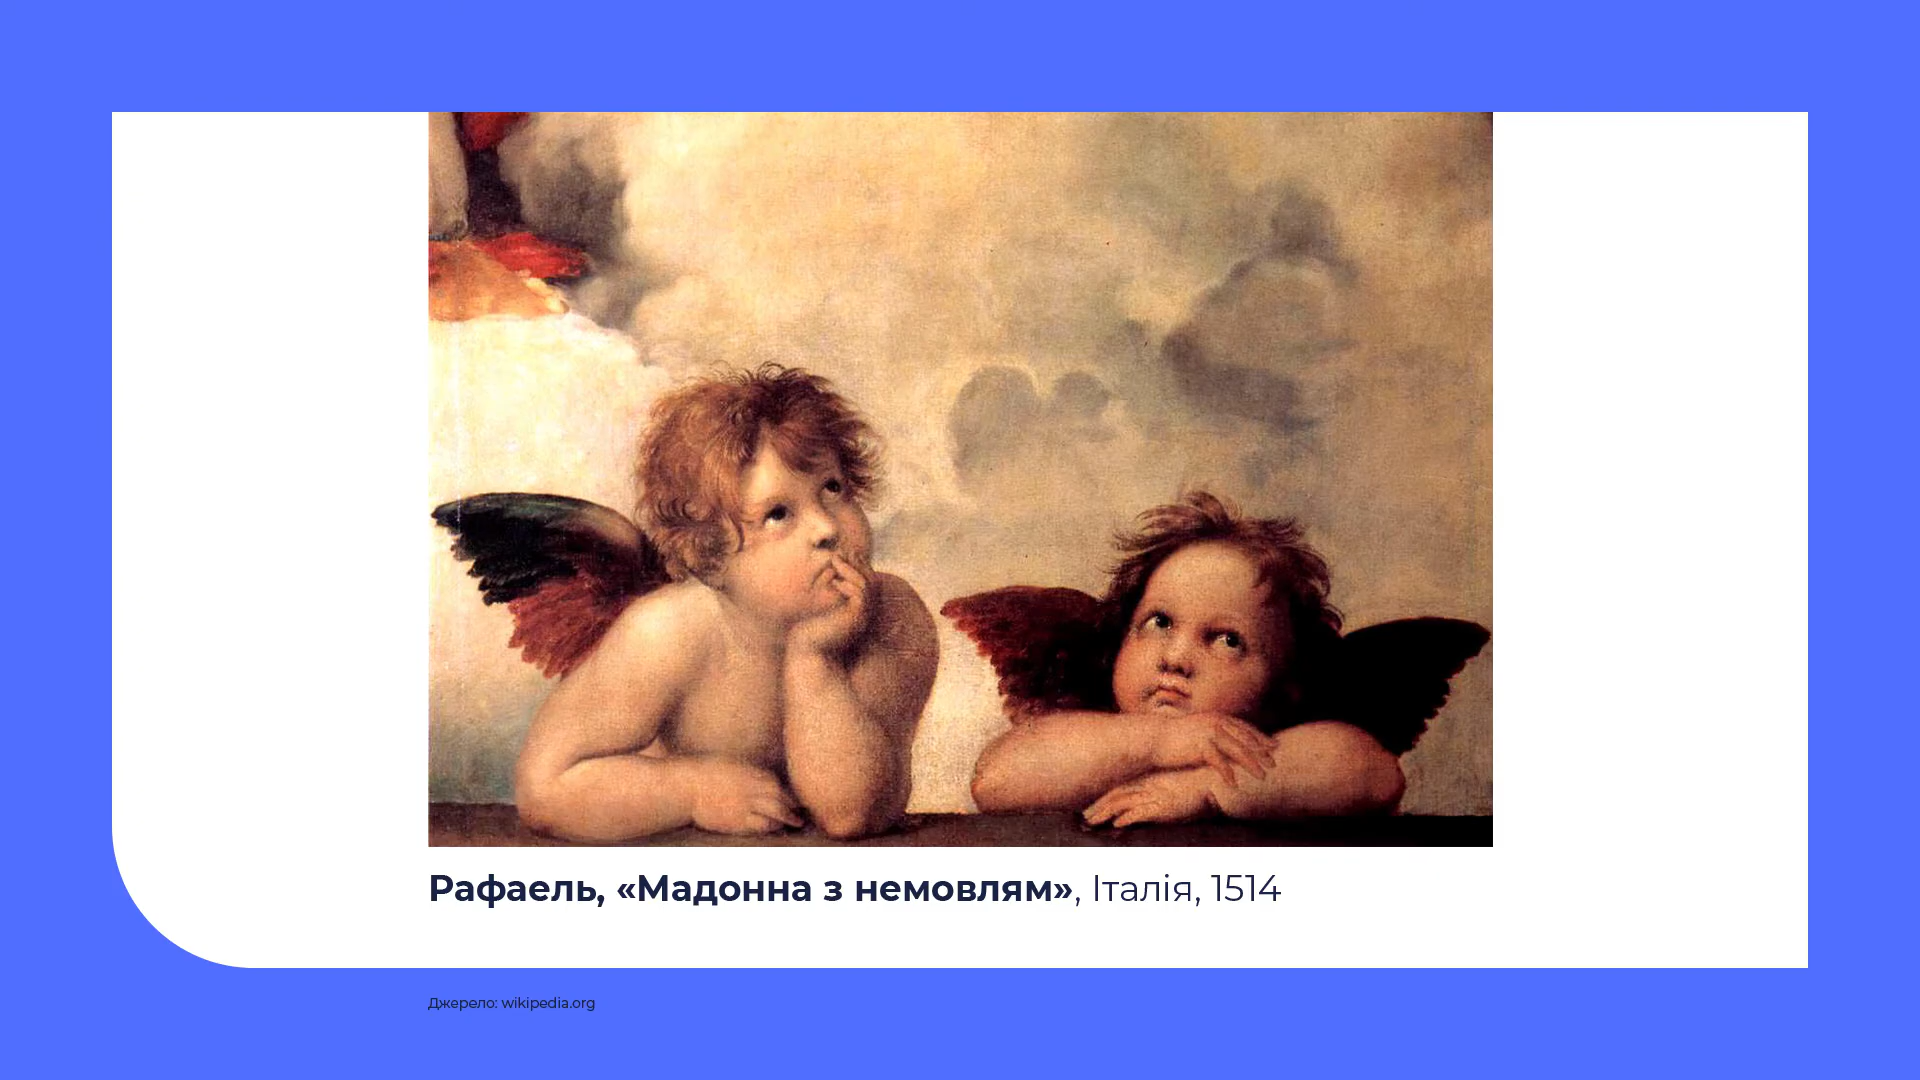 Рафаель, «Мадонна з немовлям», Італія, 1514
Джерело: wikipedia.org